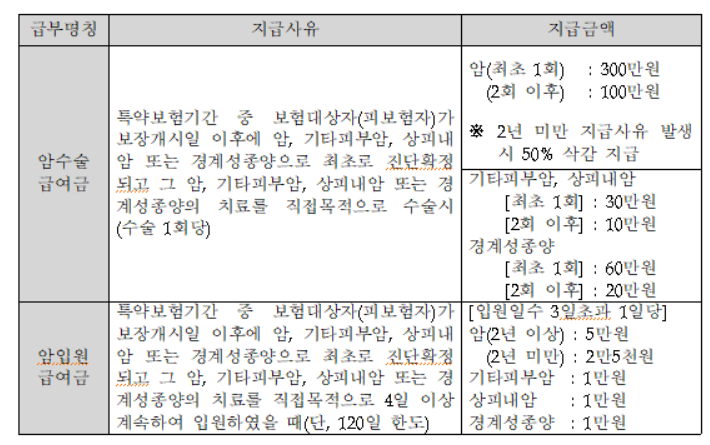 급부명칭 지급사유 지급금액
암수술
급여금
특약보험기간 중 보험대상자(피보험자)가
보장개시일 이후에 암, 기타피부암, 상피내
암 또는 경계성종양으로 최초로 진단확정
되고 그 암, 기타피부암, 상피내암 또는 경
계성종양의 치료를 직접목적으로 수술시
(수술 1회당)
암(최초 1회) : 300만원
(2회 이후) : 100만원
※ 2년 미만 지급사유 발생
시 50% 삭감 지급
기타피부암, 상피내암
[최초 1회] : 30만원
[2회 이후] : 10만원
경계성종양
[최초 1회] : 60만원
[2회 이후] : 20만원
암입원
급여금
특약보험기간 중 보험대상자(피보험자)가
보장개시일 이후에 암, 기타피부암, 상피내
암 또는 경계성종양으로 최초로 진단확정
되고 그 암, 기타피부암, 상피내암 또는 경
계성종양의 치료를 직접목적으로 4일 이상
계속하여 입원하였을 때(단, 120일 한도)
[입원일수 3일초과 1일당]
암(2년 이상) : 5만원
(2년 미만) : 2만5천원
기타피부암 : 1만원
상피내암 : 1만원
경계성종양 : 1만원